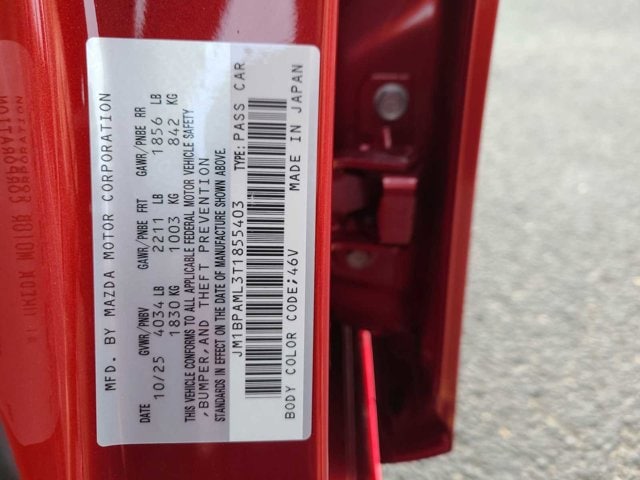 MFD. BY MAZDA MOTOR CORPORATION
DATE GVWR/PNBV GAWR/PNBE FRT GAWR/PNBE RR
10/25 4034 LB 2211 LB 1856 LB
1830 KG 1003 KG 842 KG
THIS VEHICLE CONFORMS TO ALL APPLICABLE FEDERAL MOTOR VEHICLE SAFETY
,BUMPER,AND THEFT PREVENTION
STANDARDS IN EFFECT ON THE DATE OF MANUFACTURE SHOWN ABOVE.
JM1BPAML3T1855403 TYPE: PASS CAR
BODY COLOR CODE;46V MADE IN JAPAN